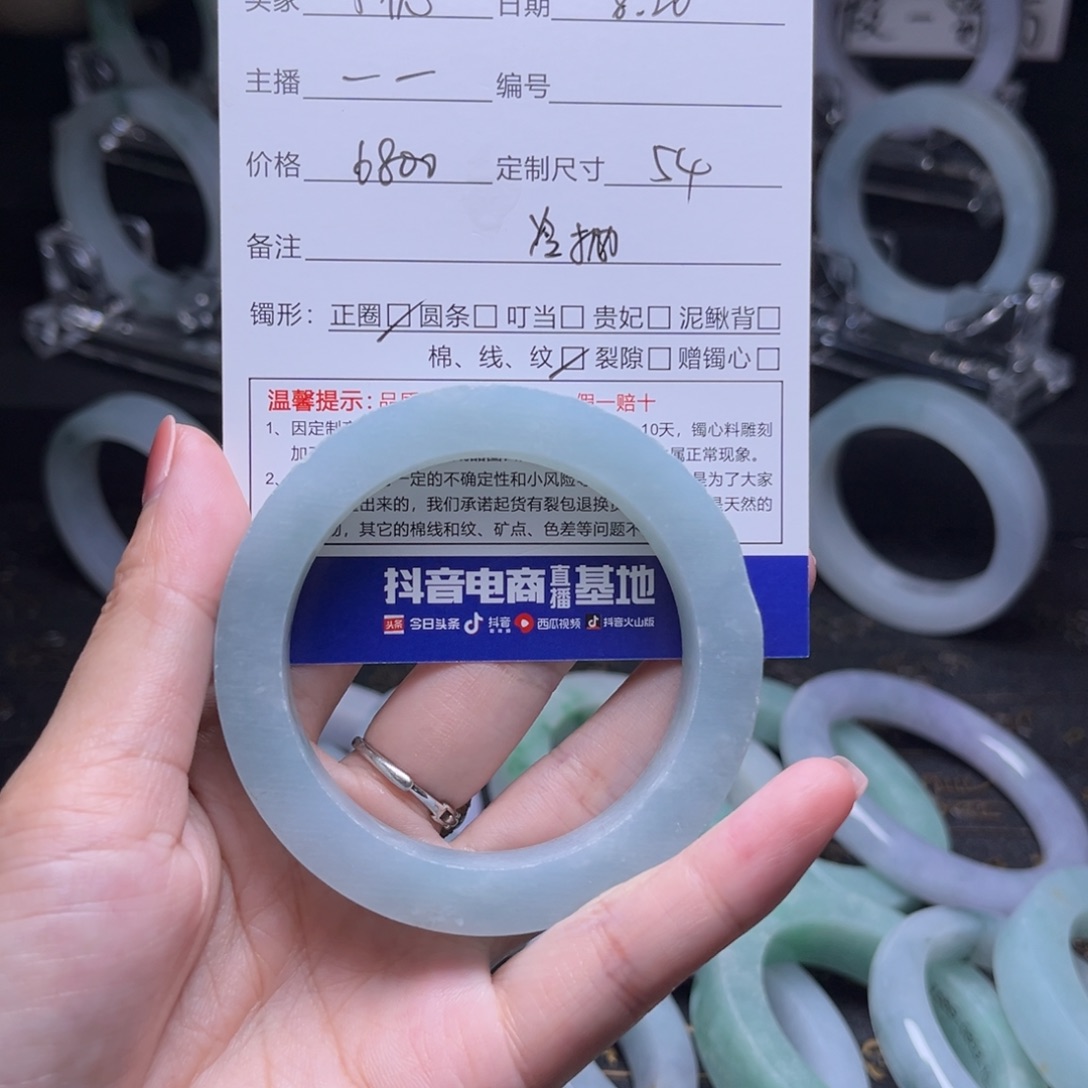 买家 日期 8.20
主播 一一 编号
价格 6800 定制尺寸 54
备注 冷抛
镯形： 正圈☑圆条□ 叮当□ 贵妃□ 泥鳅背□
棉、线、纹☑ 裂隙□ 赠镯心□
温馨提示： 假一赔十
1、因定制 10天，镯心料雕刻
加 属正常现象。
2、 一定的不确定性和小风险 是为了大家
出来的，我们承诺起货有裂包退换 是天然的
，其它的棉线和纹、矿点、色差等问题不
抖音电商直播基地
头条 今日头条 抖音 西瓜视频 抖音火山版